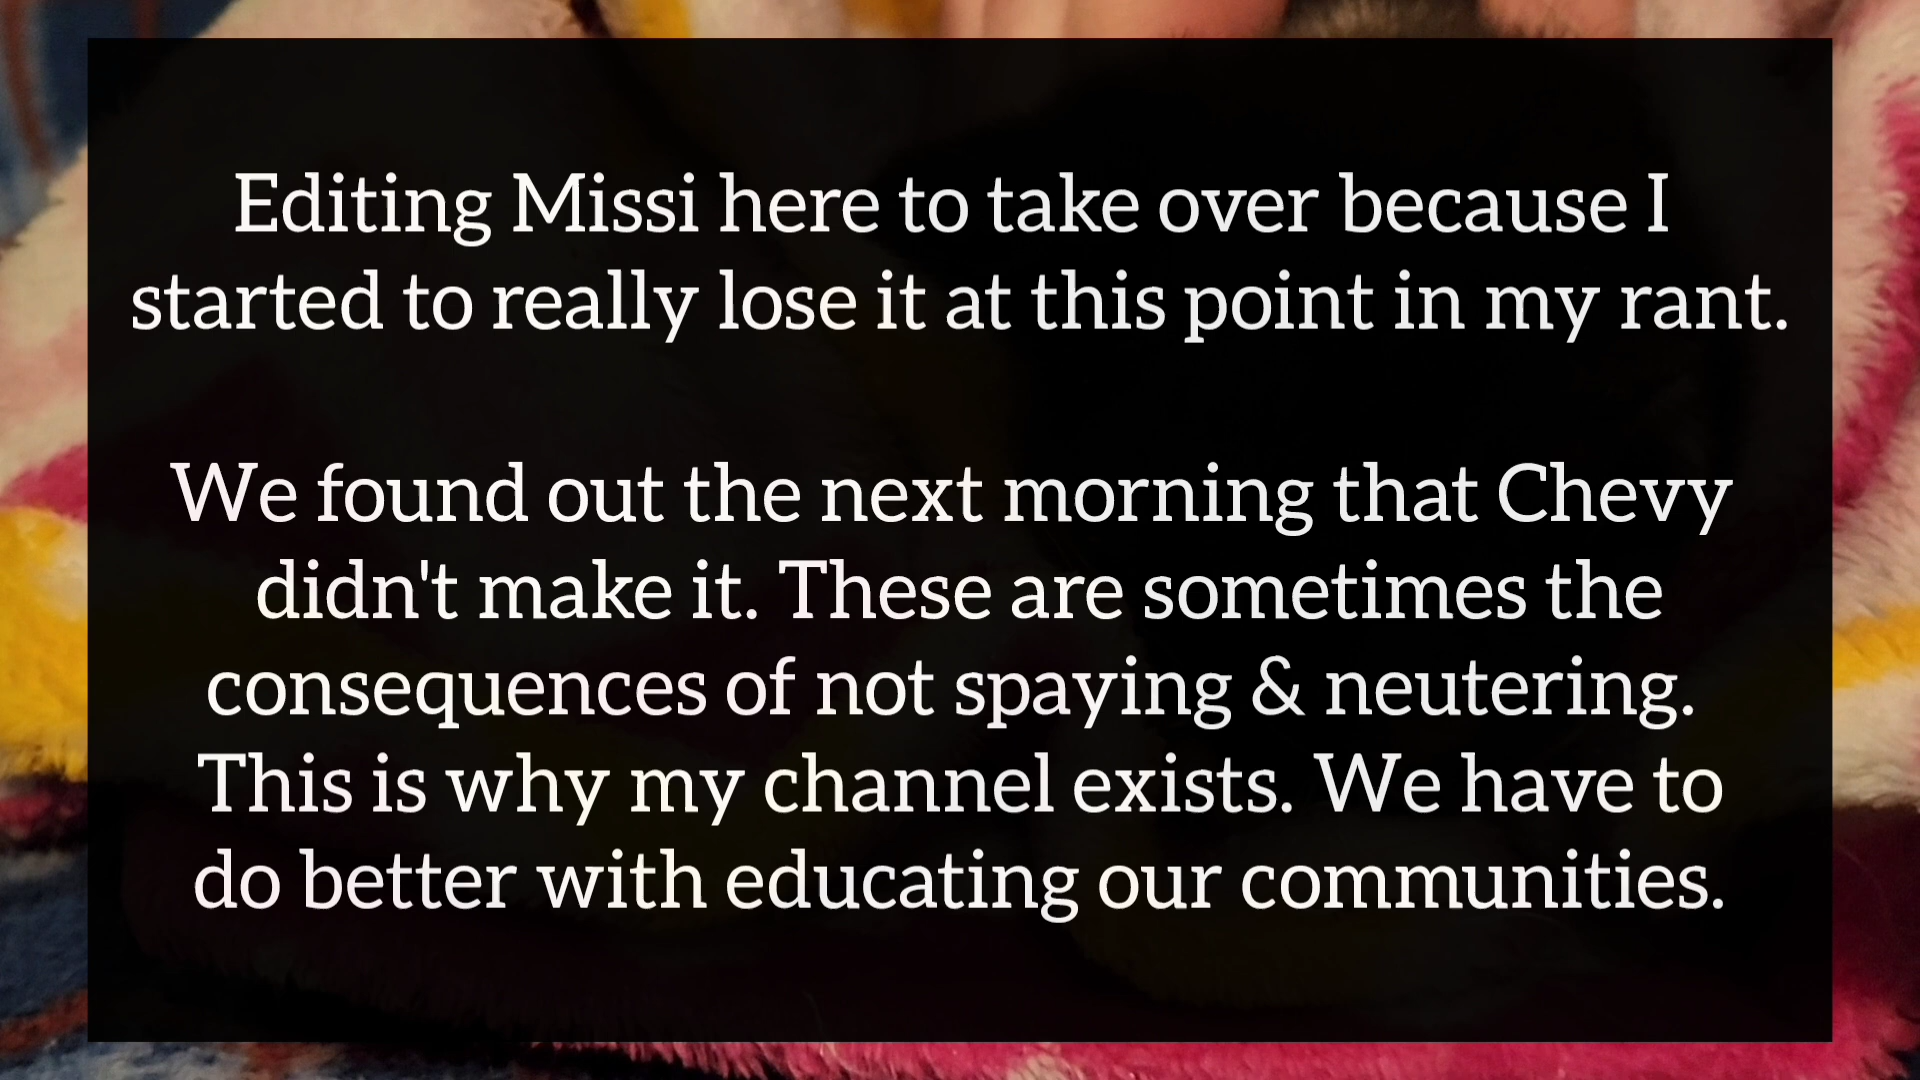 Editing Missi here to take over because I
started to really lose it at this point in my rant.
We found out the next morning that Chevy
didn't make it. These are sometimes the
consequences of not spaying & neutering.
This is why my channel exists. We have to
do better with educating our communities.